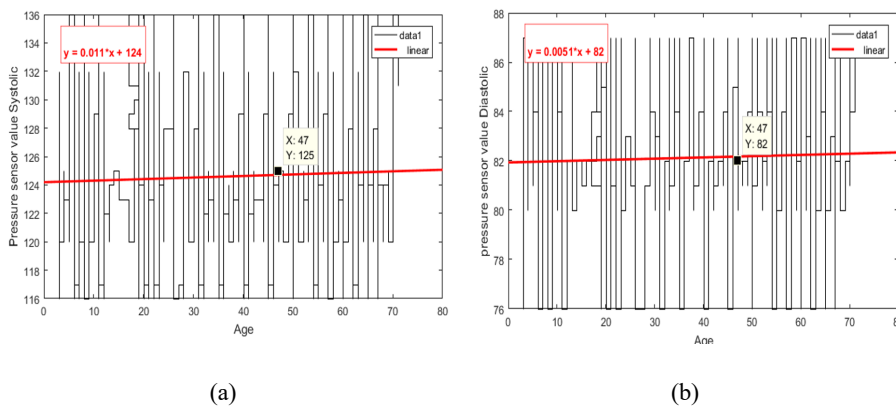 136
134
132
130
128
126
124
122
120
118
116
Pressure sensor value Systolic
0
10
20
30
40
50
60
70
80
Age
y = 0.011*x + 124
data1
linear
X: 47
Y: 125
(a)
88
86
84
82
80
78
76
pressure sensor value Diastolic
0
10
20
30
40
50
60
70
80
Age
y = 0.0051*x + 82
data1
linear
X: 47
Y: 82
(b)